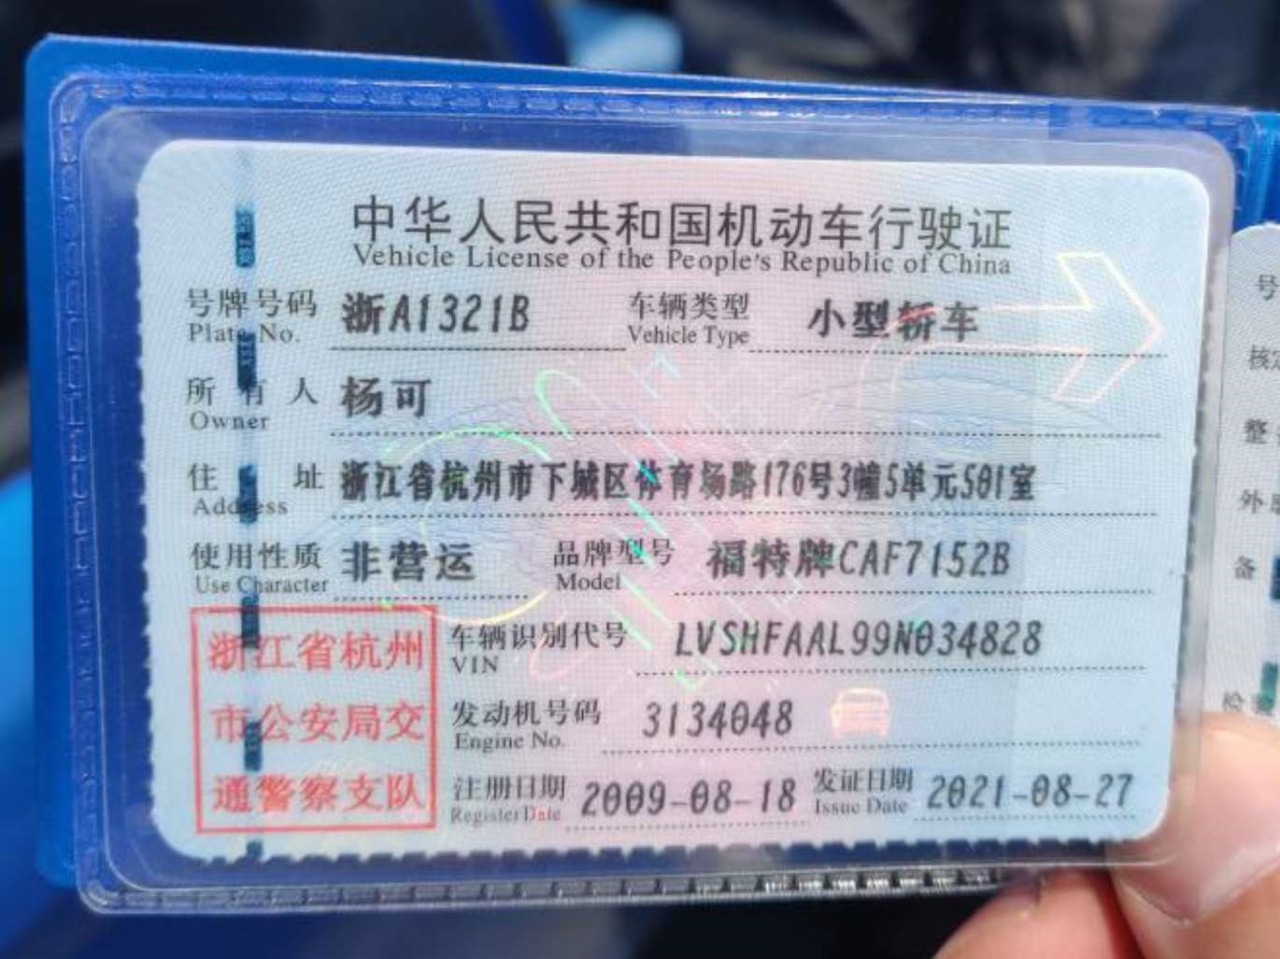 中华人民共和国机动车行驶证
Vehicle License of the People's Republic of China
号牌号码 浙A1321B 车辆类型 小型轿车
Plate No. Vehicle Type
所有人 杨可
Owner
住址 浙江省杭州市下城区体育场路176号3幢5单元501室
Address
使用性质 非营运 品牌型号 福特牌CAF7152B
Use Character Model
浙江省杭州
市公安局交
通警察支队
车辆识别代号 LVSHFAAL99N034828
VIN
发动机号码 3134048
Engine No.
注册日期 2009-08-18 发证日期 2021-08-27
Register Date Issue Date
号
核
整
外
备
检